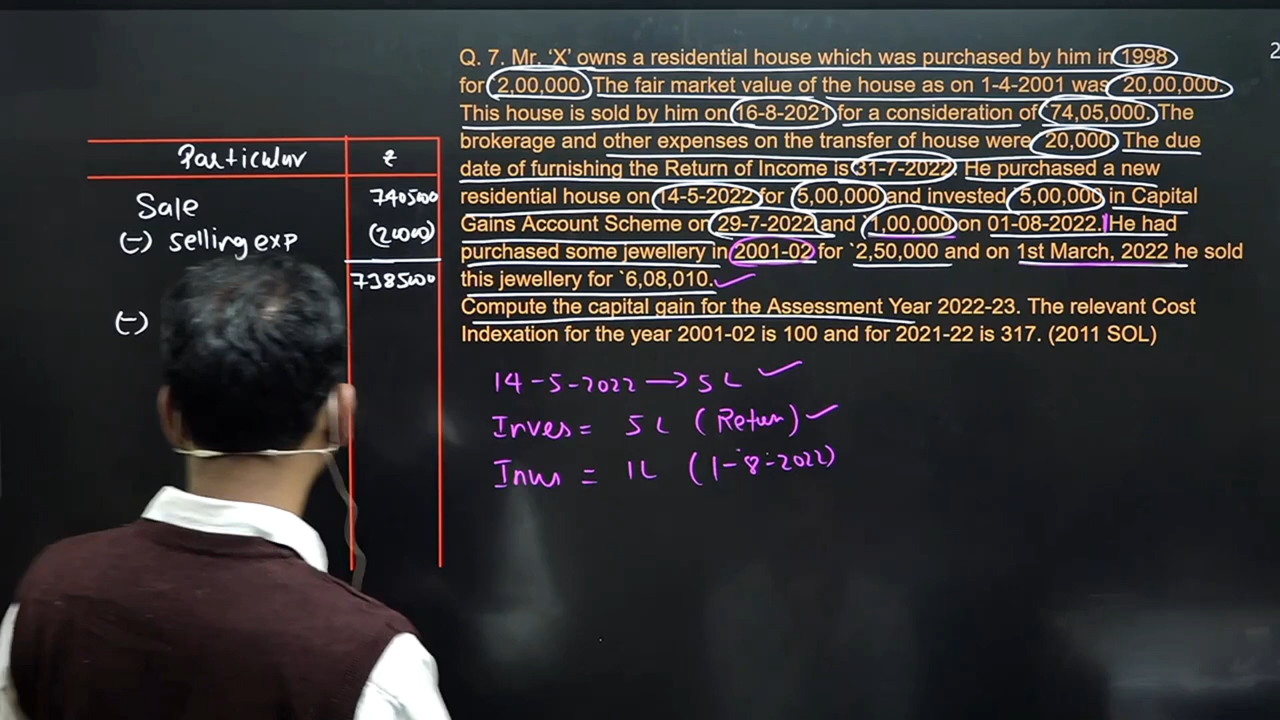 Q. 7. Mr. ‘X’ owns a residential house which was purchased by him in 1998
for `2,00,000. The fair market value of the house as on 1-4-2001 was `20,00,000.
This house is sold by him on 16-8-2021 for a consideration of `74,05,000. The
brokerage and other expenses on the transfer of house were `20,000. The due
date of furnishing the Return of Income is 31-7-2022. He purchased a new
residential house on 14-5-2022 for `5,00,000 and invested `5,00,000 in Capital
Gains Account Scheme on 29-7-2022 and `1,00,000 on 01-08-2022. He had
purchased some jewellery in 2001-02 for `2,50,000 and on 1st March, 2022 he sold
this jewellery for `6,08,010.
Compute the capital gain for the Assessment Year 2022-23. The relevant Cost
Indexation for the year 2001-02 is 100 and for 2021-22 is 317. (2011 SOL)
2
Particular ₹
Sale 7405000
(-) selling exp (20000)
7385000
(-)
14-5-2022 → 5 L ✓
Inves = 5 L (Return) ✓
Inves = 1L (1-8-2022)